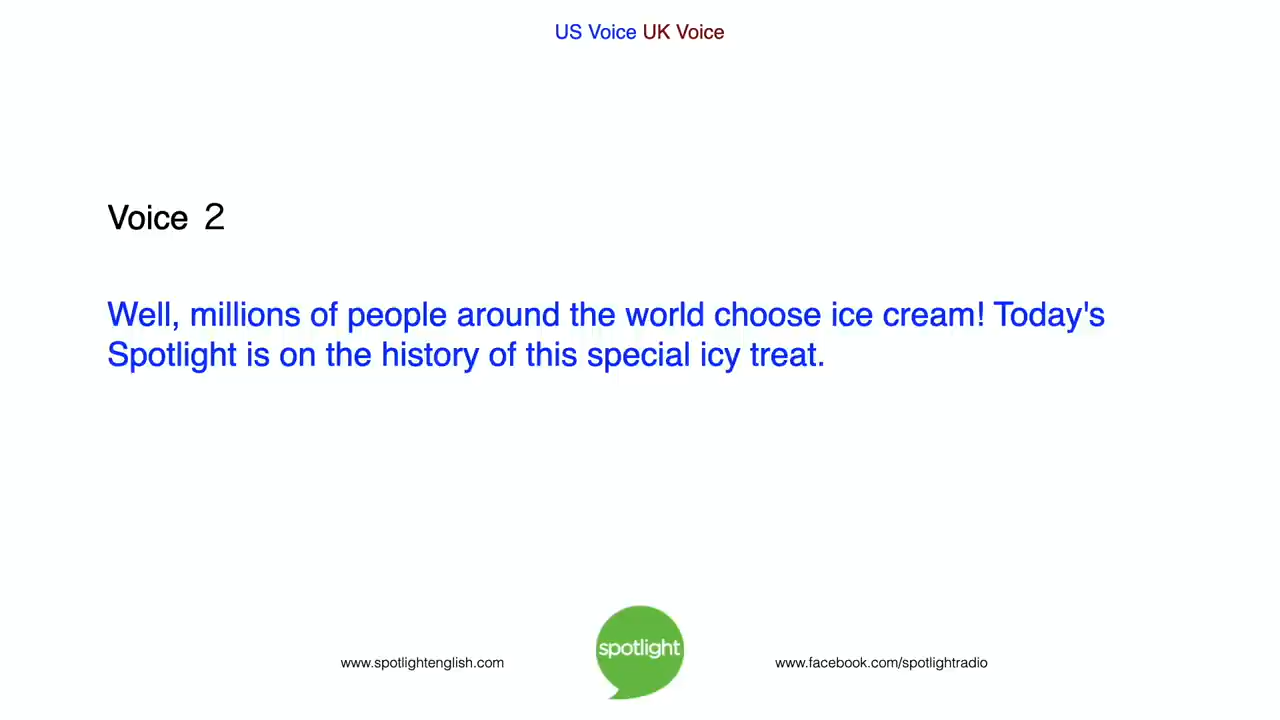 US Voice UK Voice
Voice 2
Well, millions of people around the world choose ice cream! Today's
Spotlight is on the history of this special icy treat.
spotlight
www.spotlightenglish.com
www.facebook.com/spotlightradio